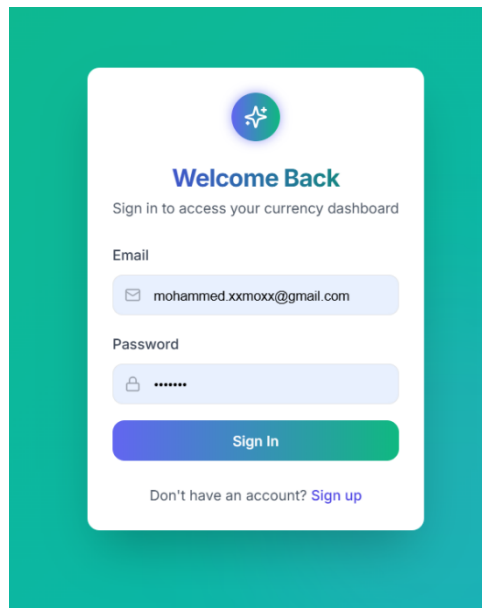 Welcome Back
Sign in to access your currency dashboard
Email
mohammed.xxmoxx@gmail.com
Password
•••••••
Sign In
Don't have an account? Sign up